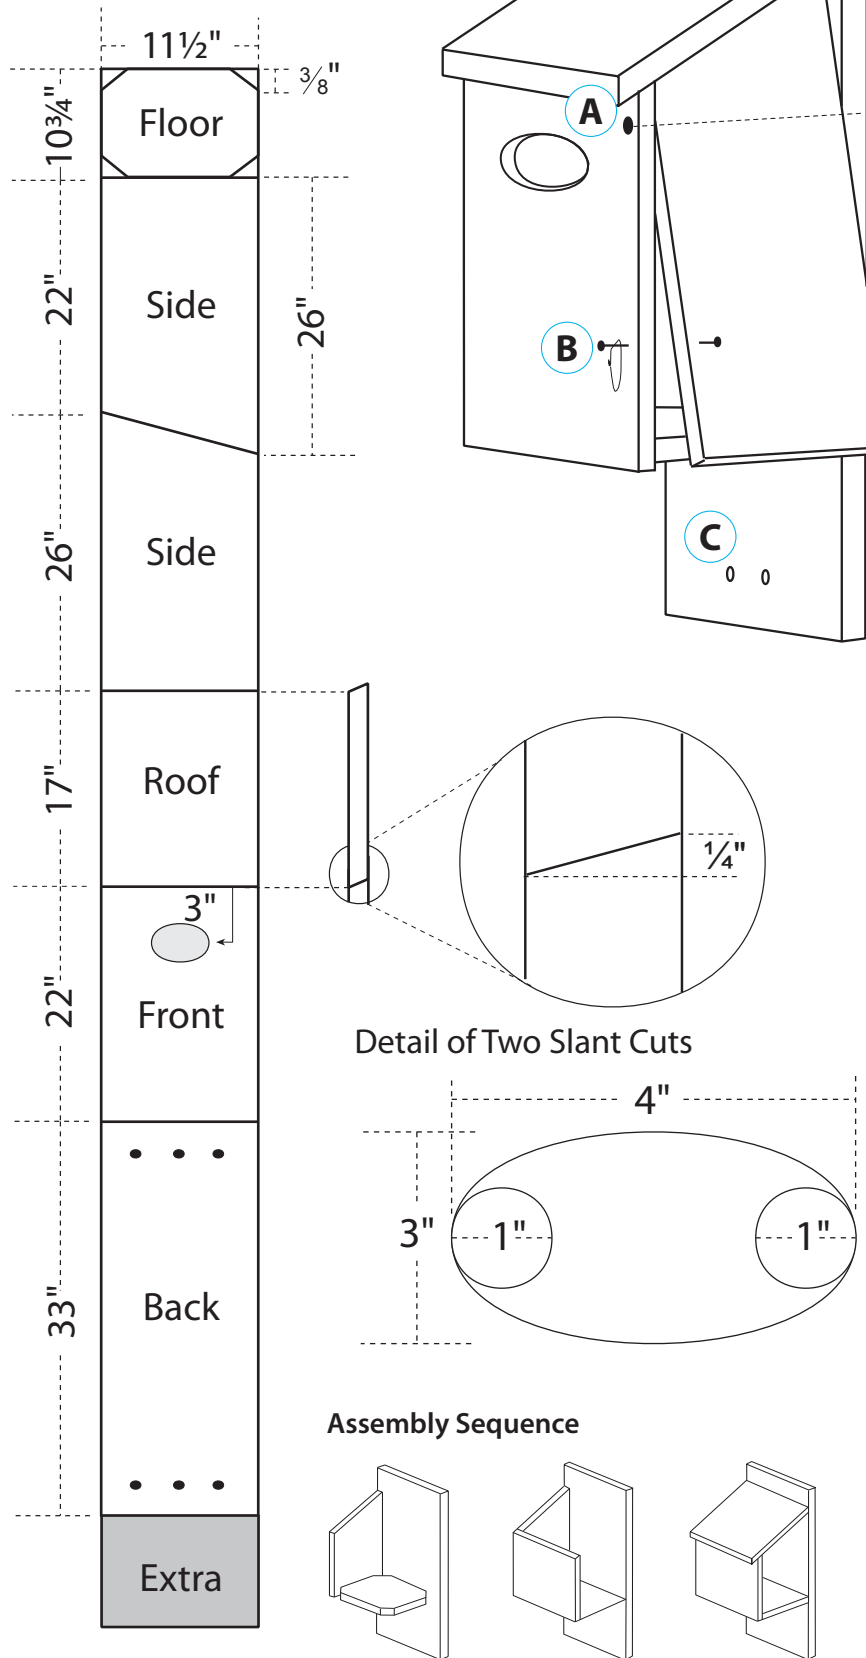 11½"
⅜"
10¾"
Floor
A
22"
Side
26"
B
26"
Side
C
17"
Roof
¼"
3"
22"
Front
Detail of Two Slant Cuts
4"
3"
1"
1"
33"
Back
Assembly Sequence
Extra